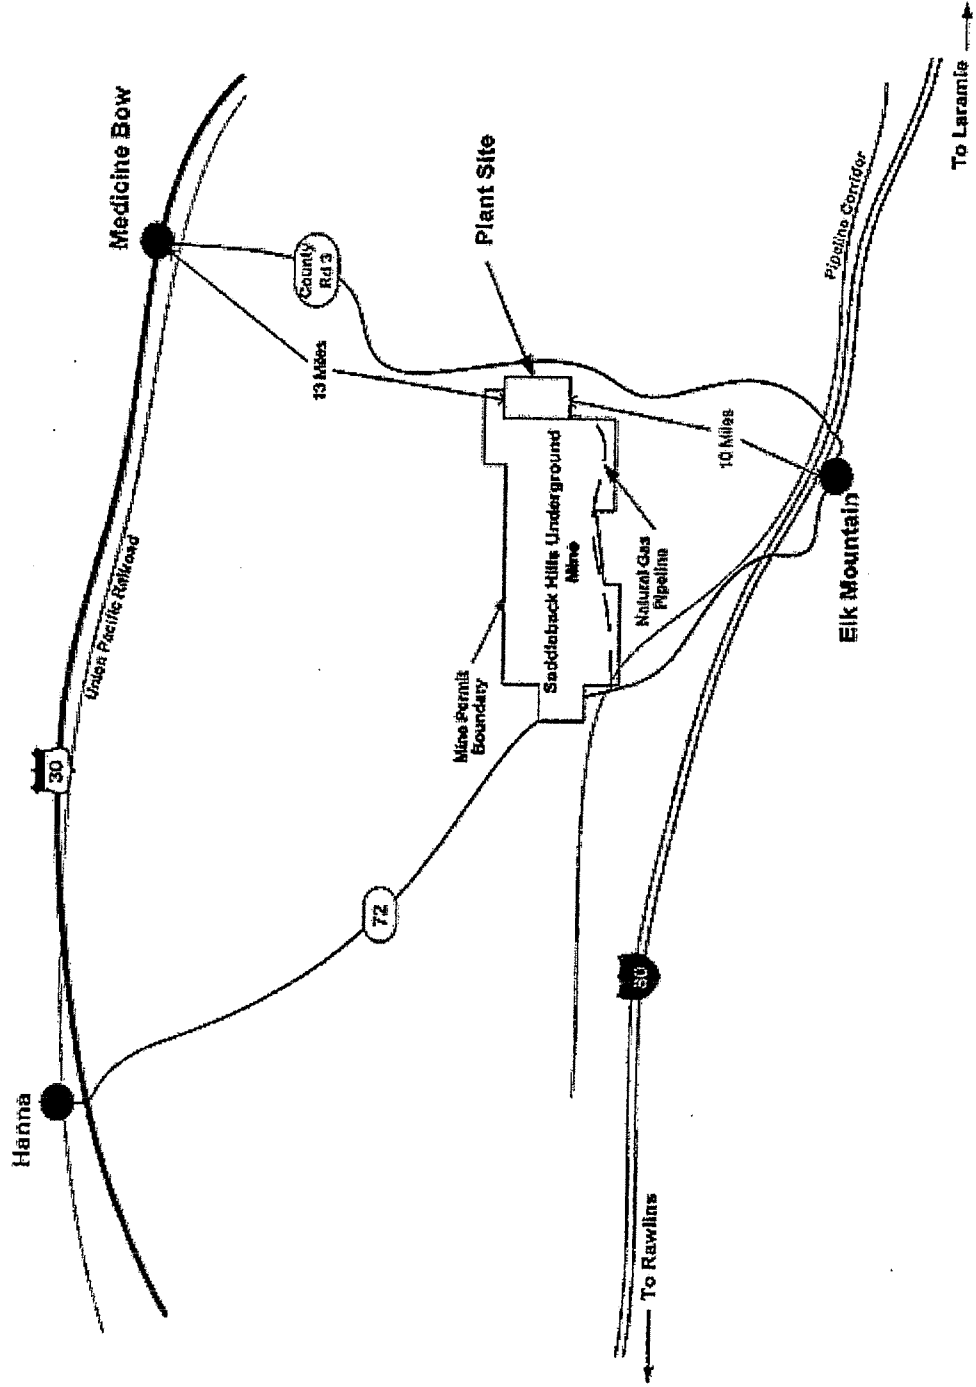 Hanna
30
Union Pacific Railroad
Medicine Bow
County
Rd 3
13 Miles
72
Mine Permit
Boundary
Saddleback Hills Underground
Mine
Plant Site
Natural Gas
Pipeline
10 Miles
Pipeline Corridor
80
Elk Mountain
To Rawlins
To Laramie